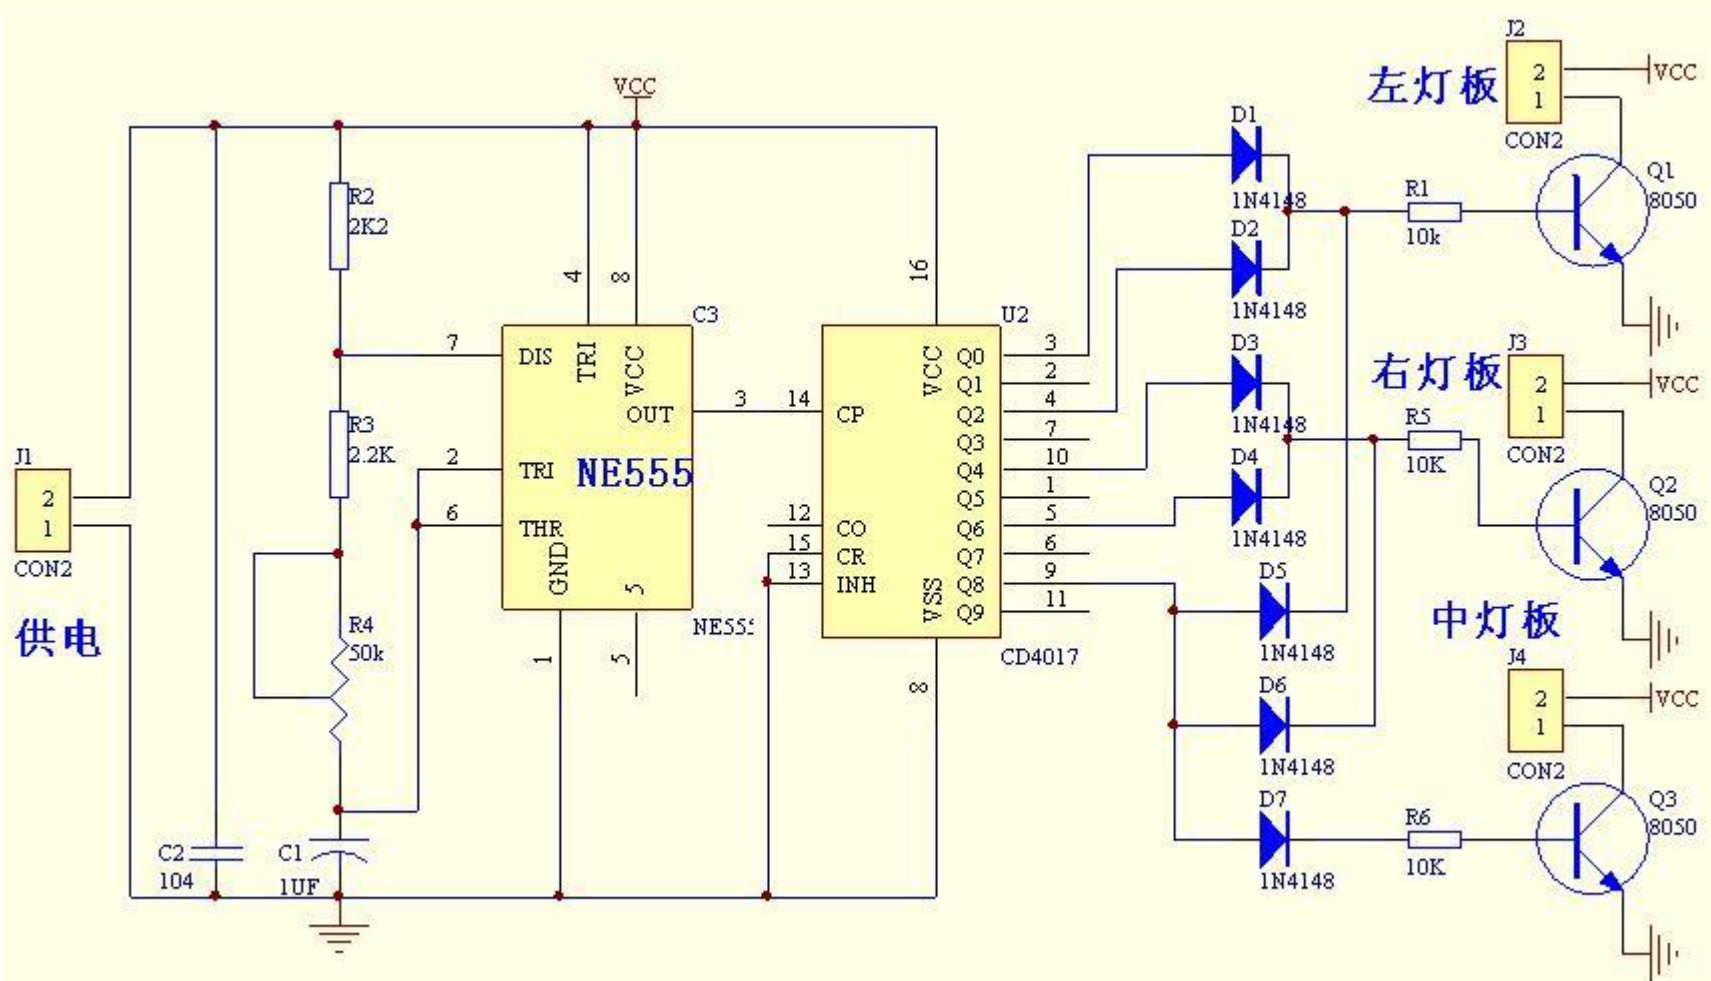 J1
2
1
CON2
供电
C2
104
C1
1UF
R2
2K2
R3
2.2K
R4
50k
VCC
4
8
7
DIS
TRI
VCC
C3
OUT
3
2
TRI
NE555
6
THR
GND
5
1
5
NE555
16
U2
VCC
14
CP
12
CO
15
CR
13
INH
VSS
8
CD4017
Q0
3
Q1
2
Q2
4
Q3
7
Q4
10
Q5
1
Q6
5
Q7
6
Q8
9
Q9
11
D1
1N4148
D2
1N4148
D3
1N4148
D4
1N4148
D5
1N4148
D6
1N4148
D7
1N4148
左灯板
J2
2
1
CON2
VCC
R1
10k
Q1
8050
右灯板
J3
2
1
CON2
VCC
R5
10K
Q2
8050
中灯板
J4
2
1
CON2
VCC
R6
10K
Q3
8050